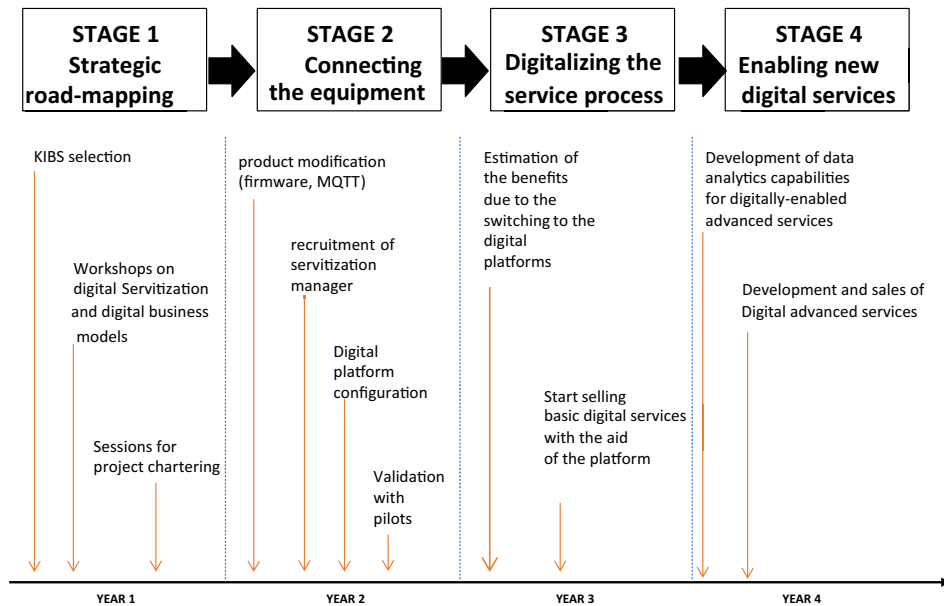 STAGE 1
Strategic
road-mapping
STAGE 2
Connecting
the equipment
STAGE 3
Digitalizing the
service process
STAGE 4
Enabling new
digital services
KIBS selection
Workshops on
digital Servitization
and digital business
models
Sessions for
project chartering
product modification
(firmware, MQTT)
recruitment of
servitization
manager
Digital
platform
configuration
Validation
with
pilots
Estimation of
the benefits
due to the
switching to the
digital
platforms
Start selling
basic digital services
with the aid
of the platform
Development of data
analytics capabilities
for digitally-enabled
advanced services
Development and sales of
Digital advanced services
YEAR 1
YEAR 2
YEAR 3
YEAR 4